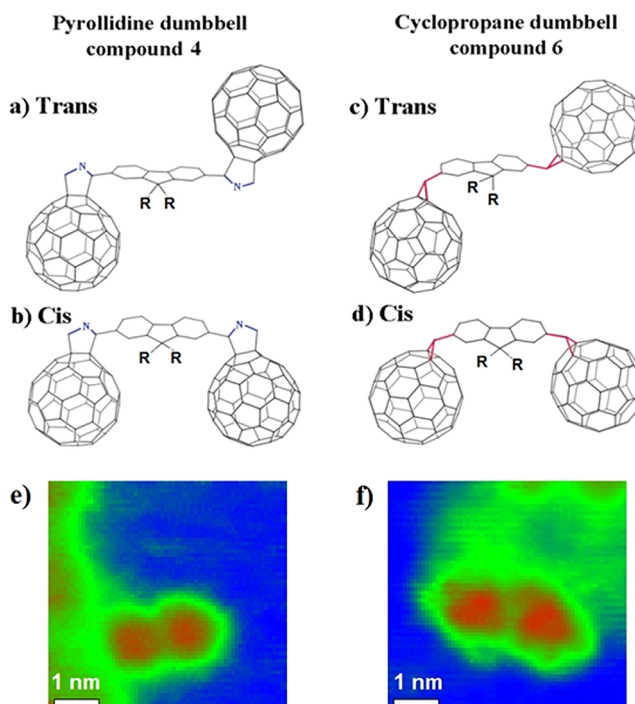 Pyrollidine dumbbell
compound 4
Cyclopropane dumbbell
compound 6
a) Trans
N
N
R R
c) Trans
R
R
b) Cis
N
N
R R
d) Cis
R R
e)
1 nm
f)
1 nm